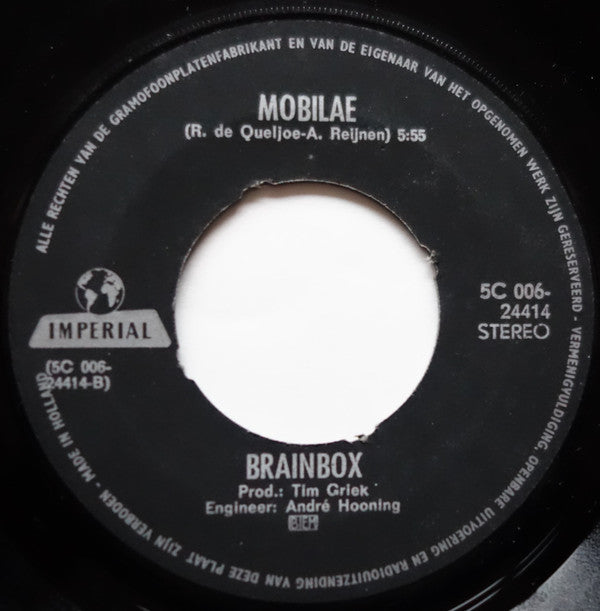 ALLE RECHTEN VAN DE GRAMOFOONPLATENFABRIKANT EN VAN DE EIGENAAR VAN HET OPGENOMEN WERK ZIJN GERESERVEERD - VERMENIGVULDIGING, OPENBARE UITVOERING EN RADIOUITZENDING VAN DEZE PLAAT ZIJN VERBODEN - MADE IN HOLLAND
MOBILAE
(R. de Queljoe-A. Reijnen) 5:55
IMPERIAL
(5C 006-
24414-B)
5C 006-
24414
STEREO
BRAINBOX
Prod.: Tim Griek
Engineer: André Hooning
BIEM